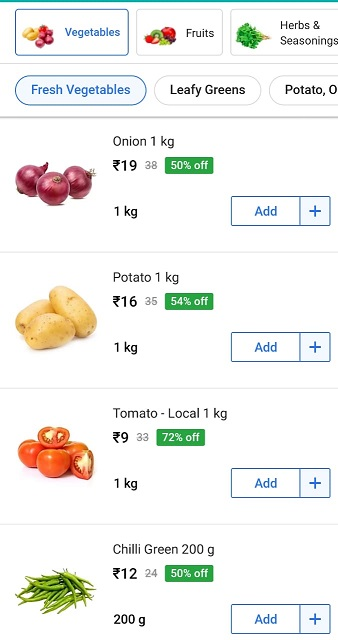 Vegetables
Fruits
Herbs &
Seasonings
Fresh Vegetables
Leafy Greens
Potato, O
Onion 1 kg
₹19 38 50% off
1 kg
Add +
Potato 1 kg
₹16 35 54% off
1 kg
Add +
Tomato - Local 1 kg
₹9 33 72% off
1 kg
Add +
Chilli Green 200 g
₹12 24 50% off
200 g
Add +